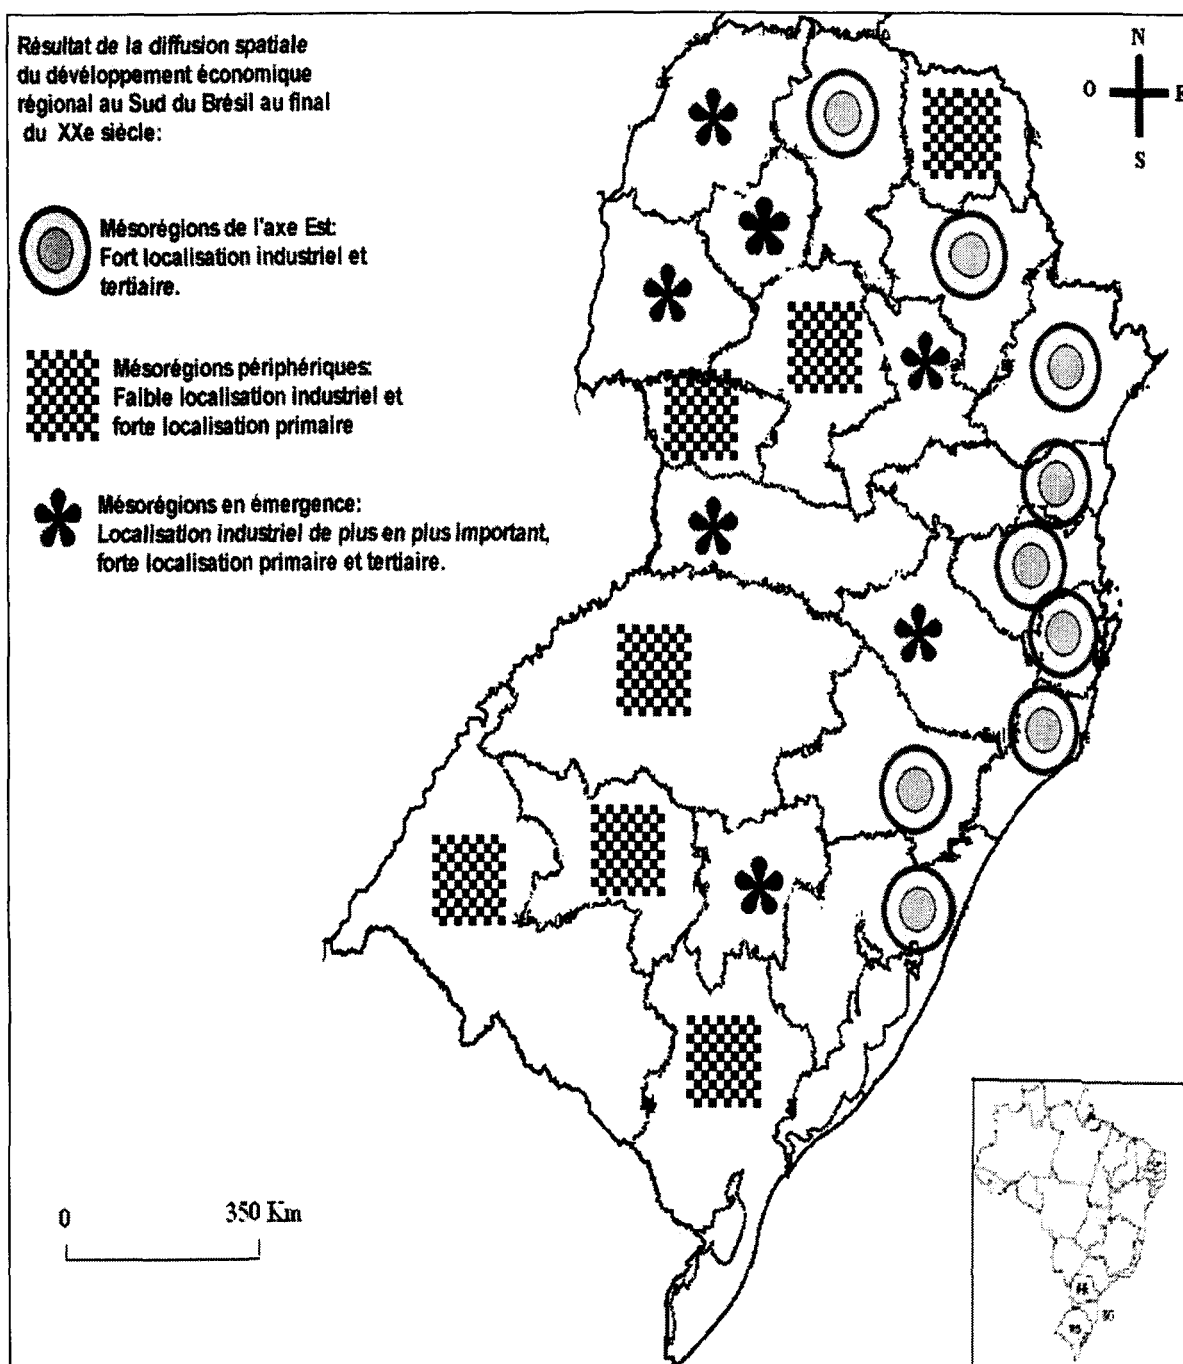 Résultat de la diffusion spatiale
du dévéloppement économique
régional au Sud du Brésil au final
du XXe siècle:
Mésorégions de l'axe Est:
Fort localisation industriel et
tertiaire.
Mésorégions périphériques:
Faible localisation industriel et
forte localisation primaire
Mésorégions en émergence:
Localisation industriel de plus en plus important,
forte localisation primaire et tertiaire.
N
O
E
S
0
350 Km